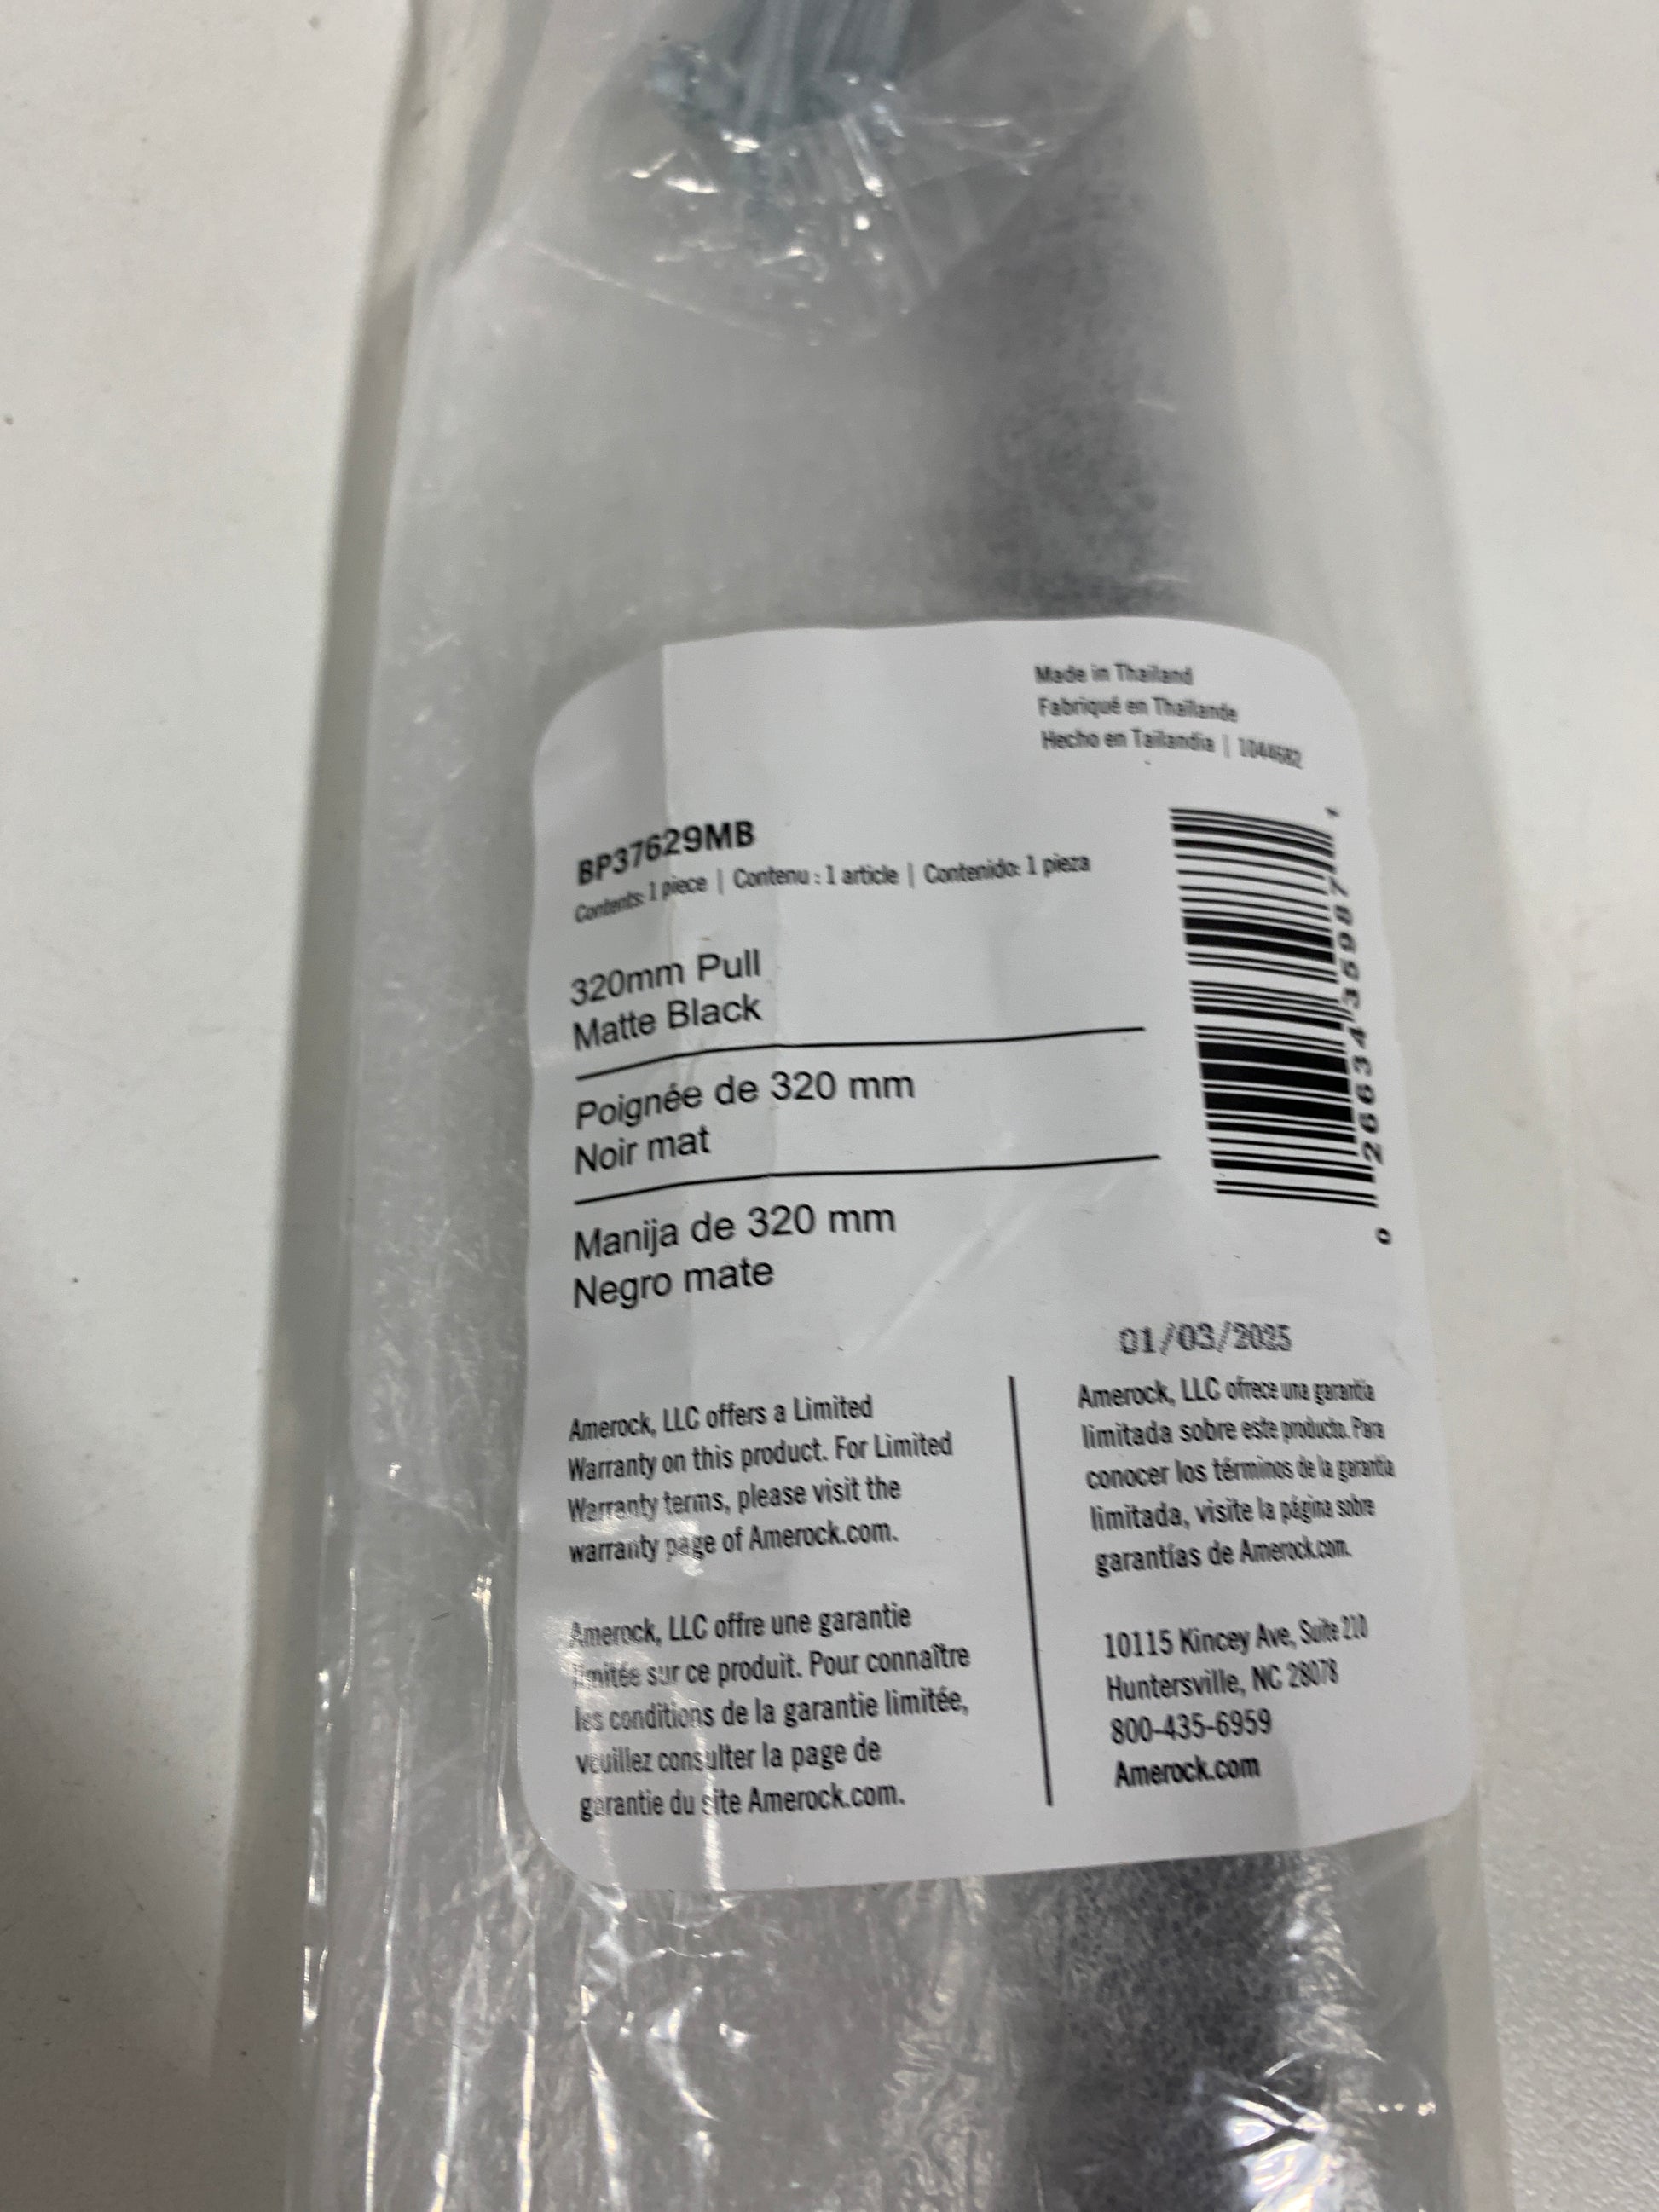 Made in Thailand
Fabriqué en Thaïlande
Hecho en Tailandia | 1044682
BP37629MB
Contents: 1 piece | Contenu : 1 article | Contenido: 1 pieza
320mm Pull
Matte Black
Poignée de 320 mm
Noir mat
Manija de 320 mm
Negro mate
0 26634 35987 1
01/03/2025
Amerock, LLC offers a Limited
Warranty on this product. For Limited
Warranty terms, please visit the
warranty page of Amerock.com.
Amerock, LLC offre une garantie
limitée sur ce produit. Pour connaître
les conditions de la garantie limitée,
veuillez consulter la page de
garantie du site Amerock.com.
Amerock, LLC ofrece una garantía
limitada sobre este producto. Para
conocer los términos de la garantía
limitada, visite la página sobre
garantías de Amerock.com.
10115 Kincey Ave, Suite 210
Huntersville, NC 28078
800-435-6959
Amerock.com